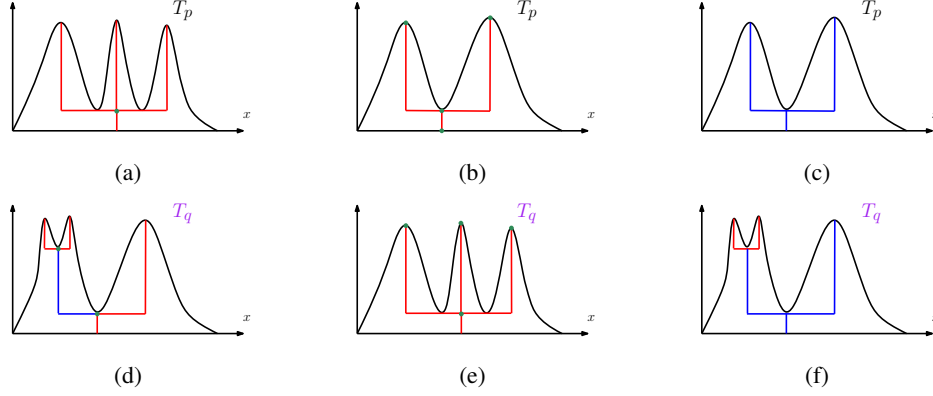 T_p T_p T_p
x x
(a) (b) (c)
T_q T_q T_q
x x
(d) (e) (f)